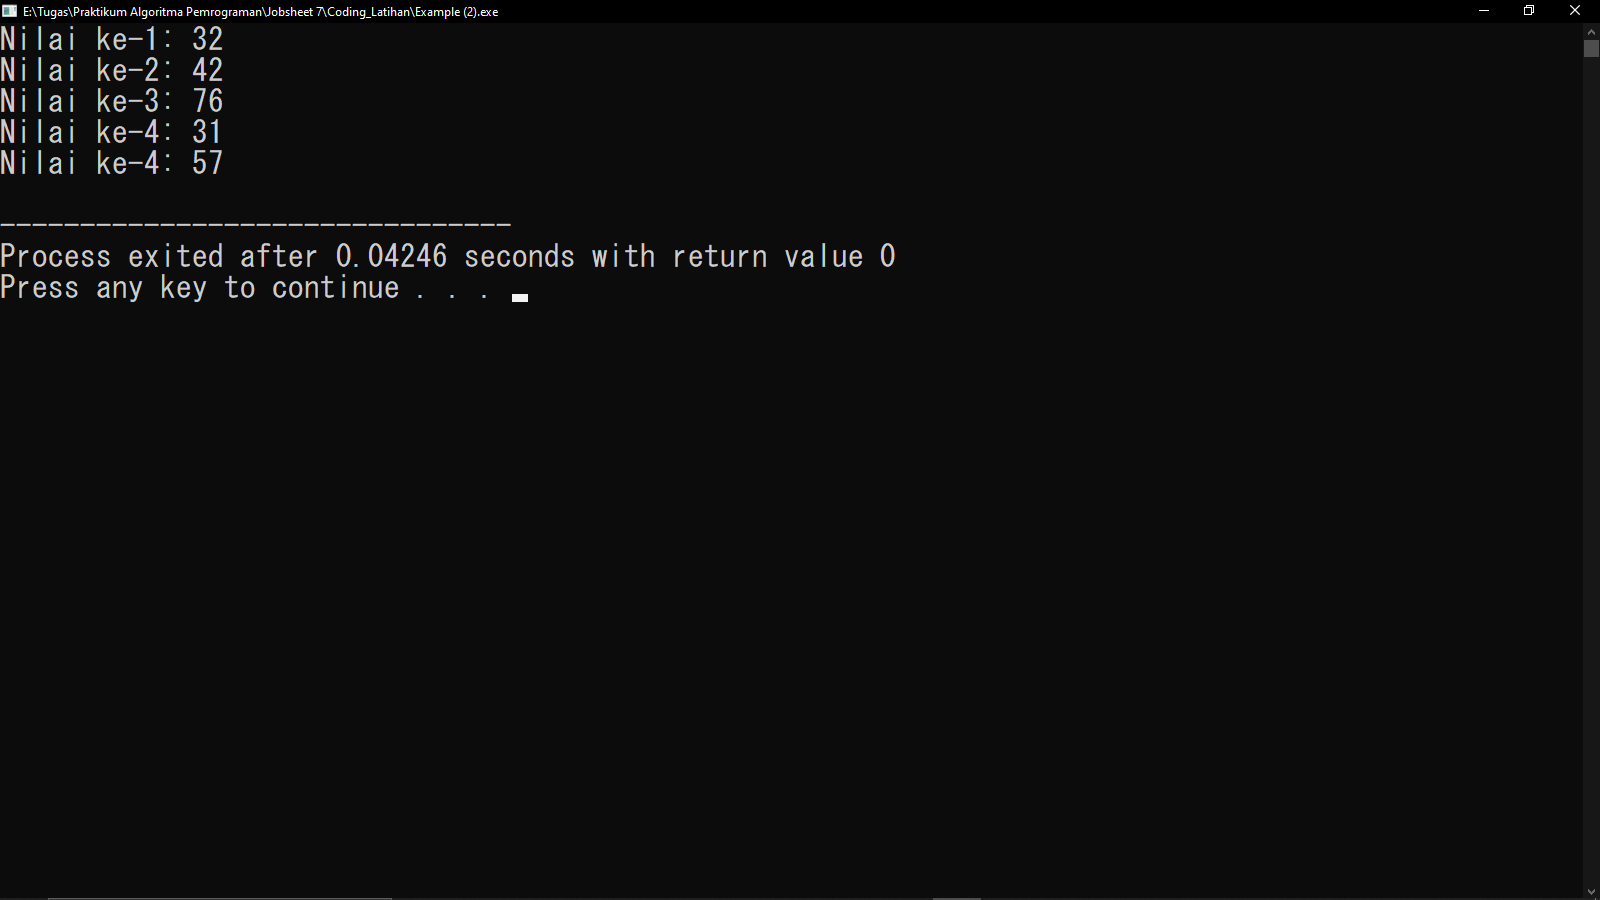 E:\Tugas\Praktikum Algoritma Pemrograman\Jobsheet 7\Coding_Latihan\Example (2).exe
Nilai ke-1: 32
Nilai ke-2: 42
Nilai ke-3: 76
Nilai ke-4: 31
Nilai ke-4: 57
--------------------------------
Process exited after 0.04246 seconds with return value 0
Press any key to continue . . .